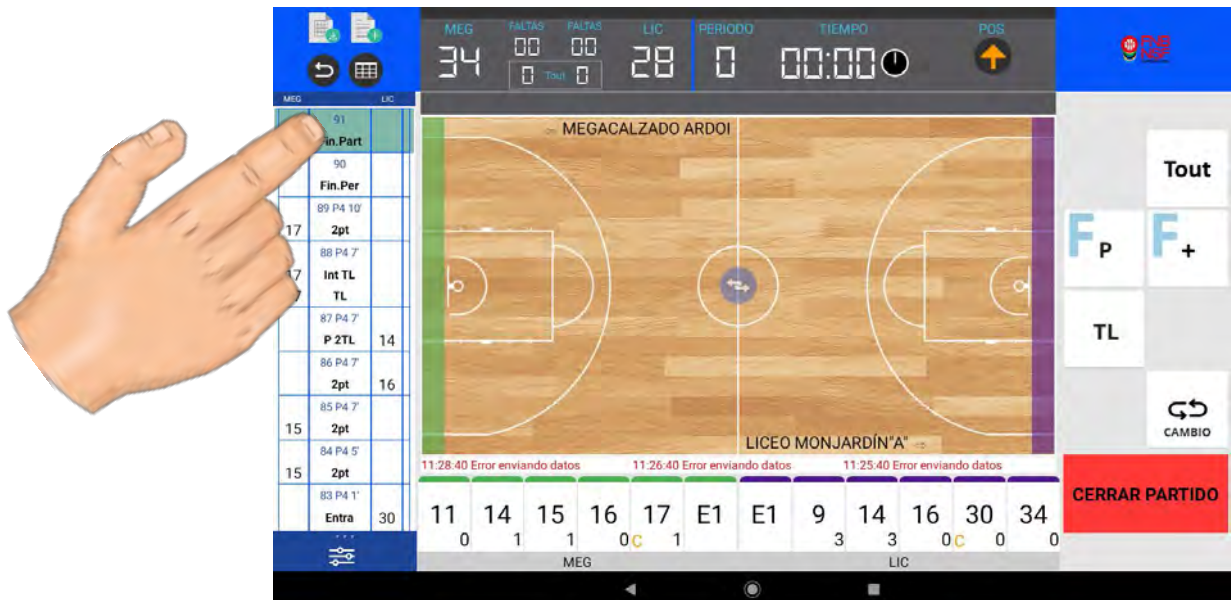 MEG FALTAS FALTAS LIC PERIODO TIEMPO POS
34 00 00 28 0 00:00
0 Tout 0
MEG LIC
91
Fin.Part
90
Fin.Per
89 P4 10'
17 2pt
88 P4 7'
17 Int TL
TL
87 P4 7'
P 2TL 14
86 P4 7'
2pt 16
85 P4 7'
15 2pt
84 P4 5'
15 2pt
83 P4 1'
Entra 30
MEGACALZADO ARDOI
LICEO MONJARDÍN"A"
11:28:40 Error enviando datos 11:26:40 Error enviando datos 11:25:40 Error enviando datos
11 14 15 16 17 E1 E1 9 14 16 30 34
0 1 1 0 C 1 3 3 0 C 0 0
MEG LIC
Tout
F P F +
TL
CAMBIO
CERRAR PARTIDO